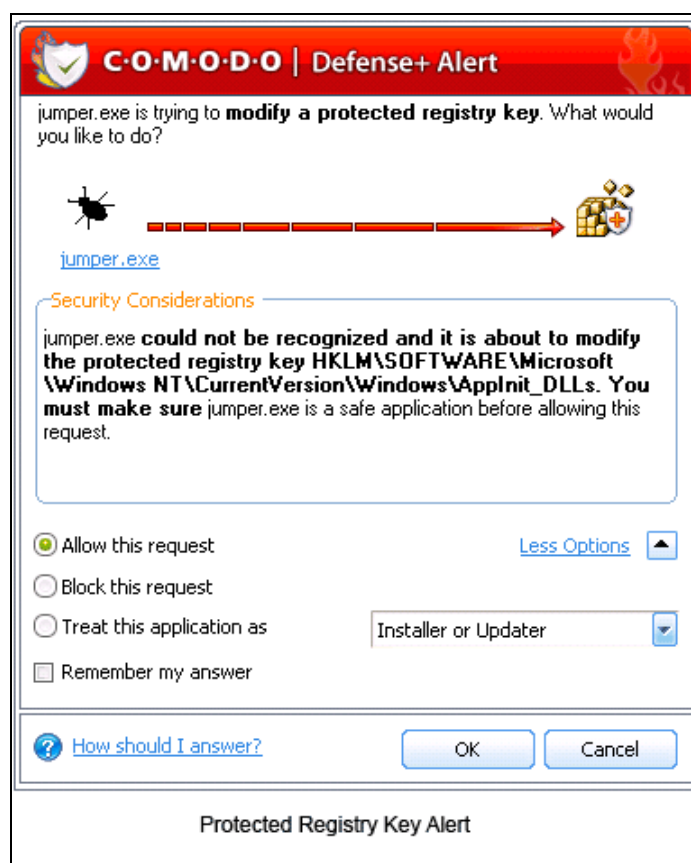 C·O·M·O·D·O | Defense+ Alert
jumper.exe is trying to modify a protected registry key. What would
you like to do?
jumper.exe
Security Considerations
jumper.exe could not be recognized and it is about to modify
the protected registry key HKLM\SOFTWARE\Microsoft
\Windows NT\CurrentVersion\Windows\AppInit_DLLs. You
must make sure jumper.exe is a safe application before allowing this
request.
Allow this request
Less Options
Block this request
Treat this application as
Installer or Updater
Remember my answer
How should I answer?
OK
Cancel
Protected Registry Key Alert